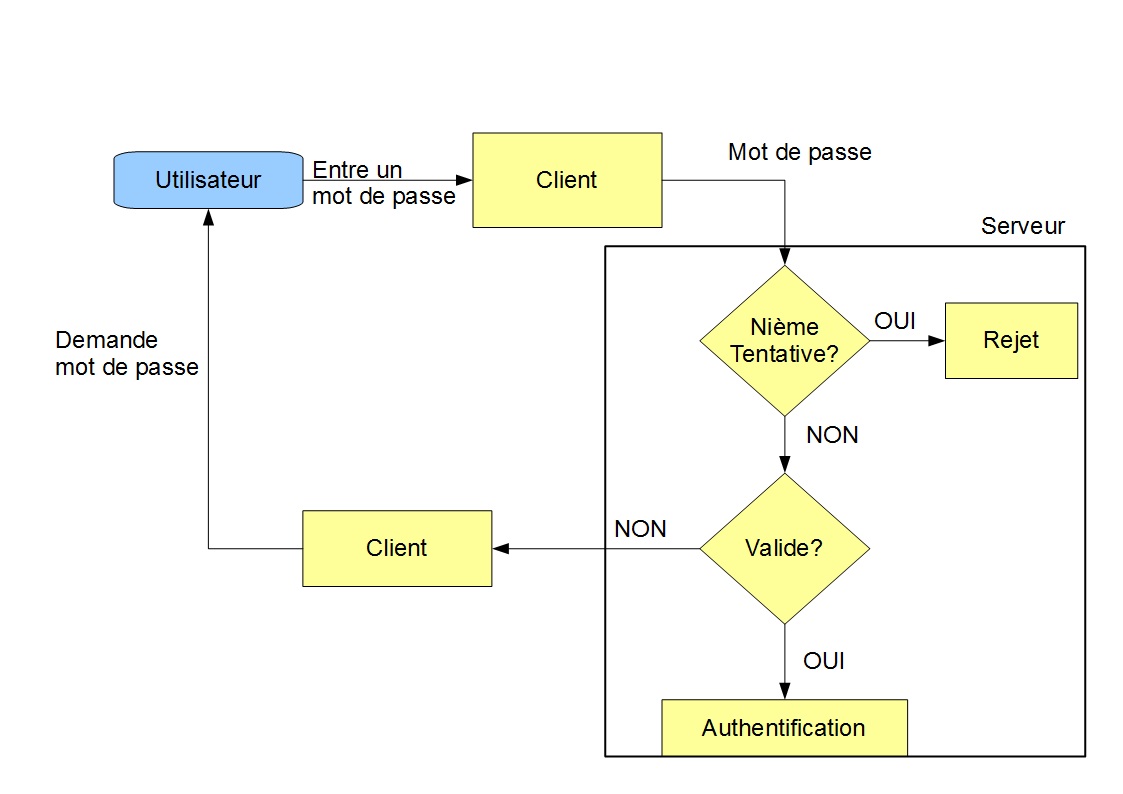 Mot de passe
Utilisateur
Entre un
mot de passe
Client
Serveur
Nième
Tentative?
OUI
Rejet
Demande
mot de passe
NON
NON
Client
Valide?
OUI
Authentification